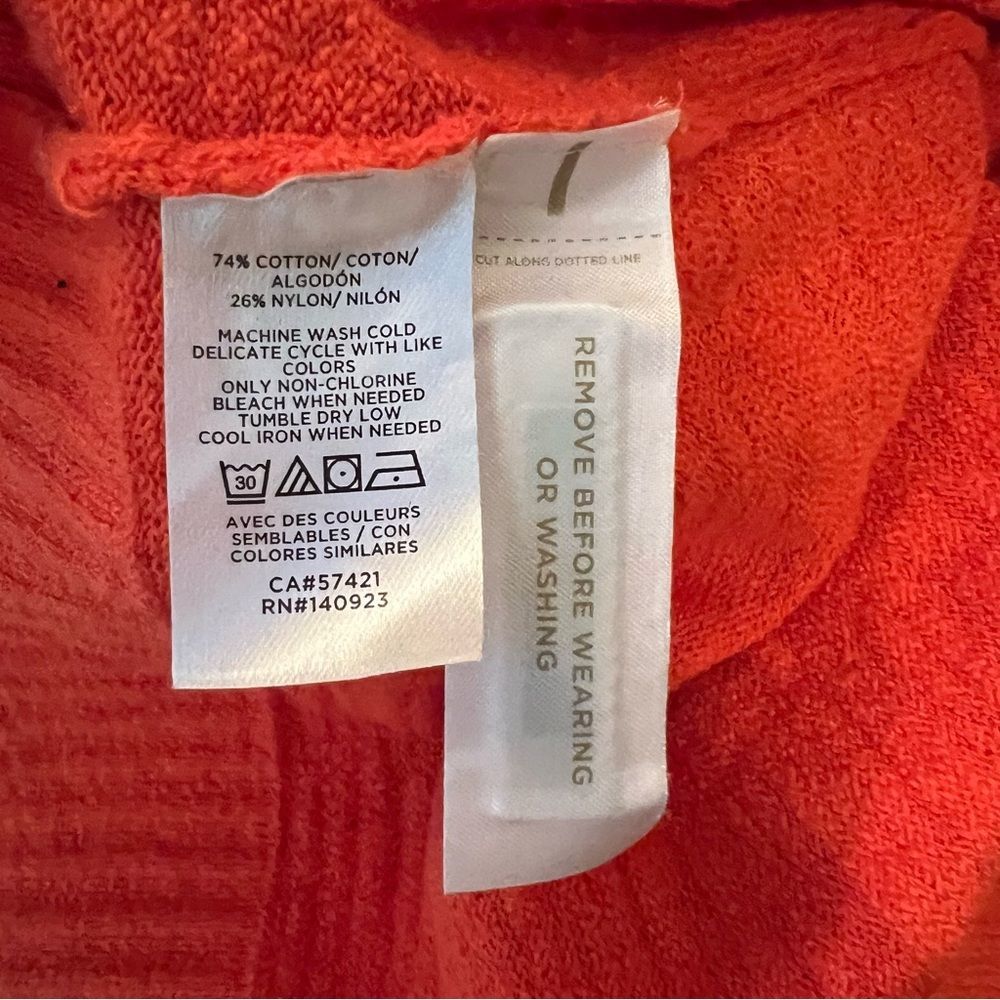 74% COTTON/ COTON/
ALGODÓN
26% NYLON/ NILÓN
MACHINE WASH COLD
DELICATE CYCLE WITH LIKE
COLORS
ONLY NON-CHLORINE
BLEACH WHEN NEEDED
TUMBLE DRY LOW
COOL IRON WHEN NEEDED
30
AVEC DES COULEURS
SEMBLABLES / CON
COLORES SIMILARES
CA#57421
RN#140923
CUT ALONG DOTTED LINE
REMOVE BEFORE WEARING
OR WASHING